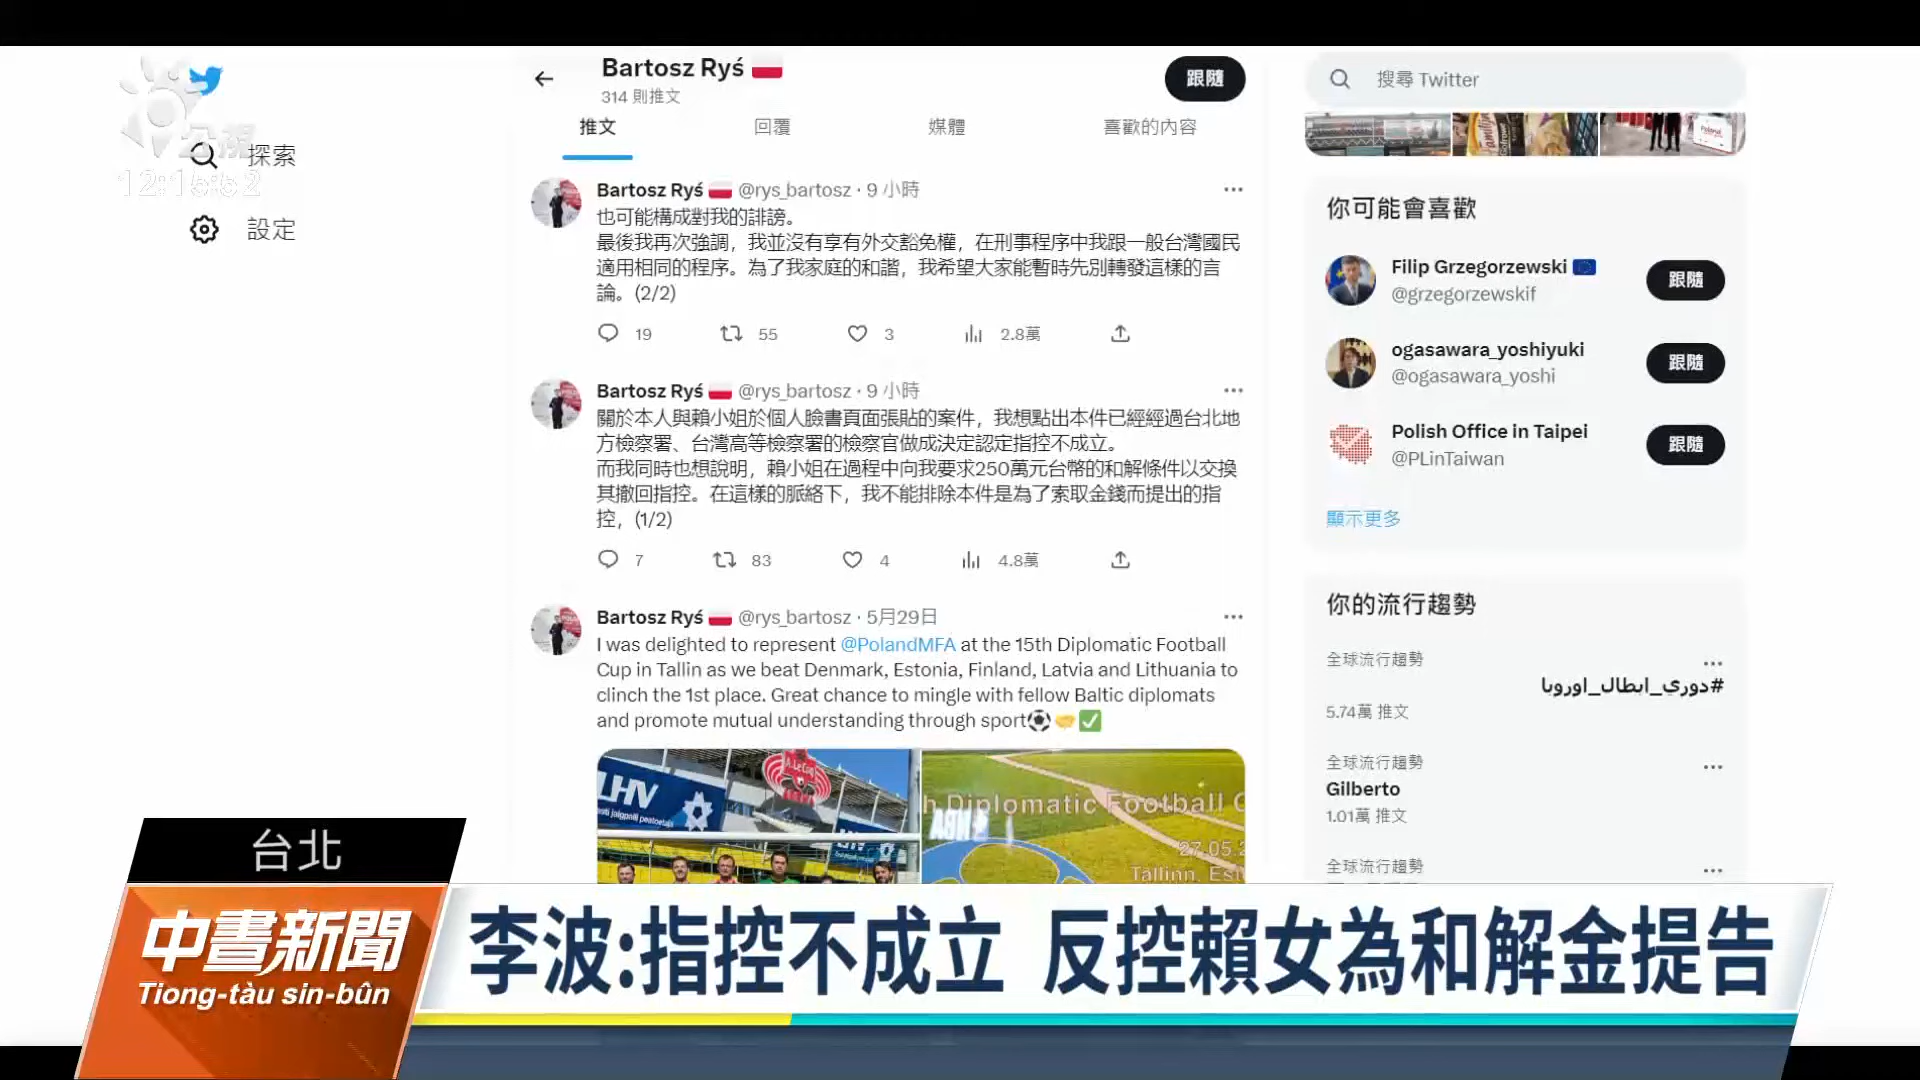 公視
12:15:52
探索
設定
Bartosz Ryś
314 則推文
跟隨
推文
回覆
媒體
喜歡的內容
Bartosz Ryś @rys_bartosz · 9 小時
也可能構成對我的誹謗。
最後我再次強調，我並沒有享有外交豁免權，在刑事程序中我跟一般台灣國民
適用相同的程序。為了我家庭的和諧，我希望大家能暫時先別轉發這樣的言
論。(2/2)
19 55 3 2.8萬
Bartosz Ryś @rys_bartosz · 9 小時
關於本人與賴小姐於個人臉書頁面張貼的案件，我想點出本件已經經過台北地
方檢察署、台灣高等檢察署的檢察官做成決定認定指控不成立。
而我同時也想說明，賴小姐在過程中向我要求250萬元台幣的和解條件以交換
其撤回指控。在這樣的脈絡下，我不能排除本件是為了索取金錢而提出的指
控，(1/2)
7 83 4 4.8萬
Bartosz Ryś @rys_bartosz · 5月29日
I was delighted to represent @PolandMFA at the 15th Diplomatic Football
Cup in Tallin as we beat Denmark, Estonia, Finland, Latvia and Lithuania to
clinch the 1st place. Great chance to mingle with fellow Baltic diplomats
and promote mutual understanding through sport
LHV
A. Le Coq
LHV
h Diplomatic Football C
27.05.2
Tallinn, Est
搜尋 Twitter
你可能會喜歡
Filip Grzegorzewski
@grzegorzewskif
跟隨
ogasawara_yoshiyuki
@ogasawara_yoshi
跟隨
Polish Office in Taipei
@PLinTaiwan
跟隨
顯示更多
你的流行趨勢
全球流行趨勢
#دوري_ابطال_اوروبا
5.74萬 推文
全球流行趨勢
Gilberto
1.01萬 推文
全球流行趨勢
台北
中晝新聞
Tiong-tàu sin-bûn
李波:指控不成立 反控賴女為和解金提告